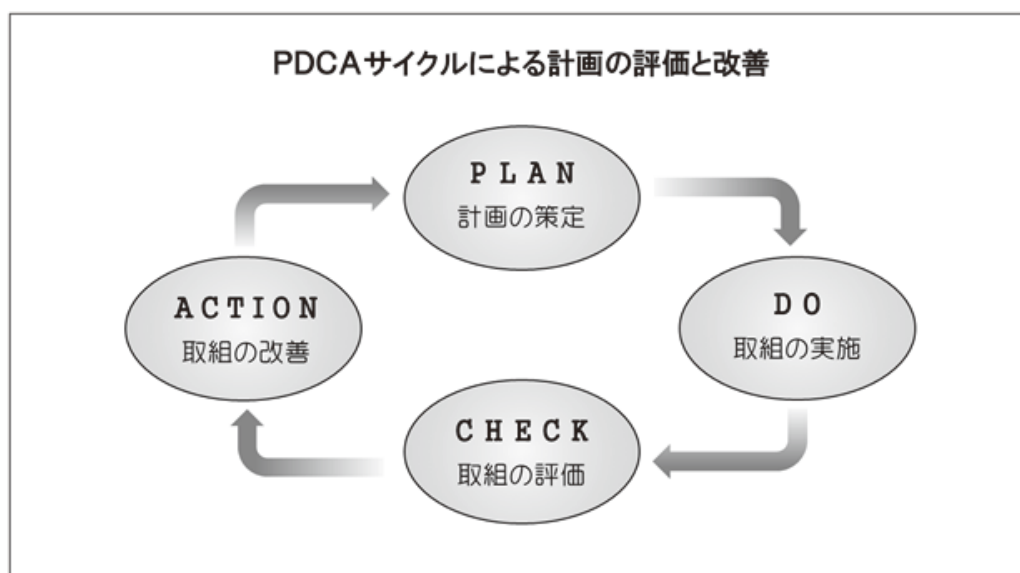 PDCAサイクルによる計画の評価と改善
PLAN
計画の策定
DO
取組の実施
CHECK
取組の評価
ACTION
取組の改善